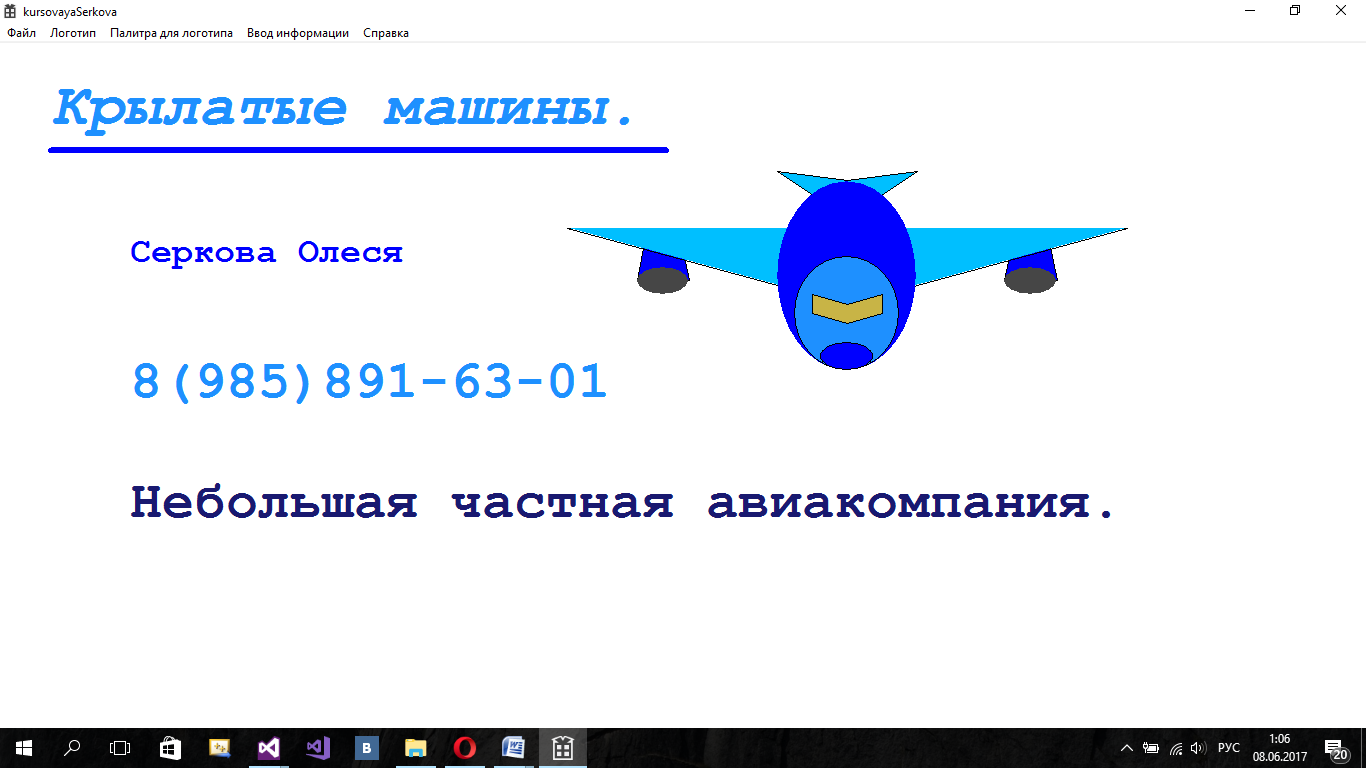 kursovayaSerkova
Файл Логотип Палитра для логотипа Ввод информации Справка
Крылатые машины.
Серкова Олеся
8(985)891-63-01
Небольшая частная авиакомпания.
B
W
РУС
1:06
08.06.2017
20